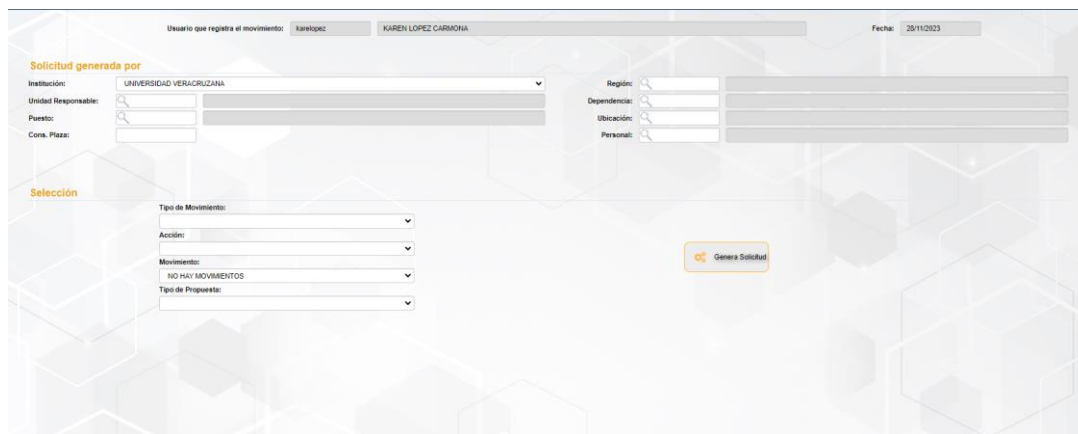 Usuario que registra el movimiento: karelopez KAREN LOPEZ CARMONA Fecha: 28/11/2023
Solicitud generada por
Institución: UNIVERSIDAD VERACRUZANA Región:
Unidad Responsable: Dependencia:
Puesto: Ubicación:
Cons. Plaza: Personal:
Selección
Tipo de Movimiento:
Acción:
Genera Solicitud
Movimiento:
NO HAY MOVIMIENTOS
Tipo de Propuesta: